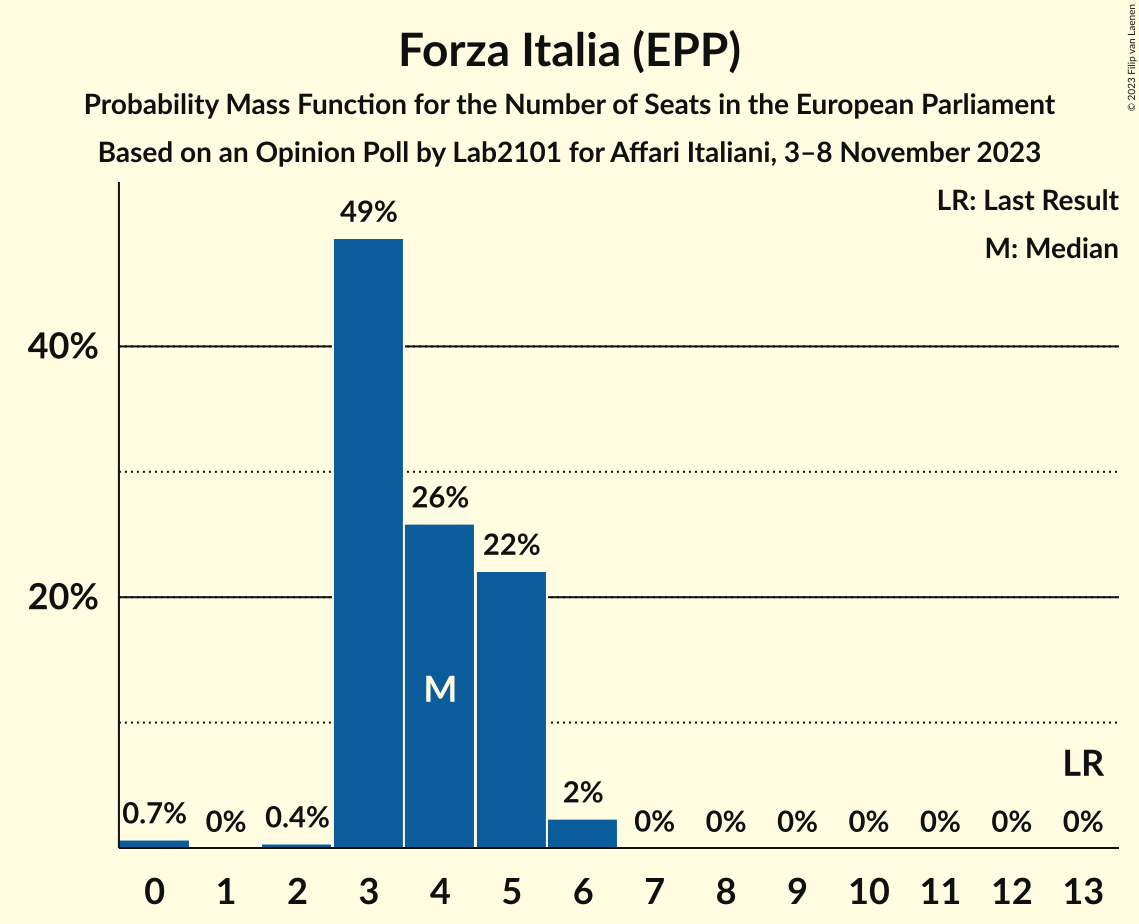 Forza Italia (EPP)
Probability Mass Function for the Number of Seats in the European Parliament
Based on an Opinion Poll by Lab2101 for Affari Italiani, 3–8 November 2023
© 2023 Filip van Laenen
LR: Last Result
M: Median
49%
40%
26%
22%
20%
M
LR
0.7%
0%
0.4%
2%
0%
0%
0%
0%
0%
0%
0%
0 1 2 3 4 5 6 7 8 9 10 11 12 13